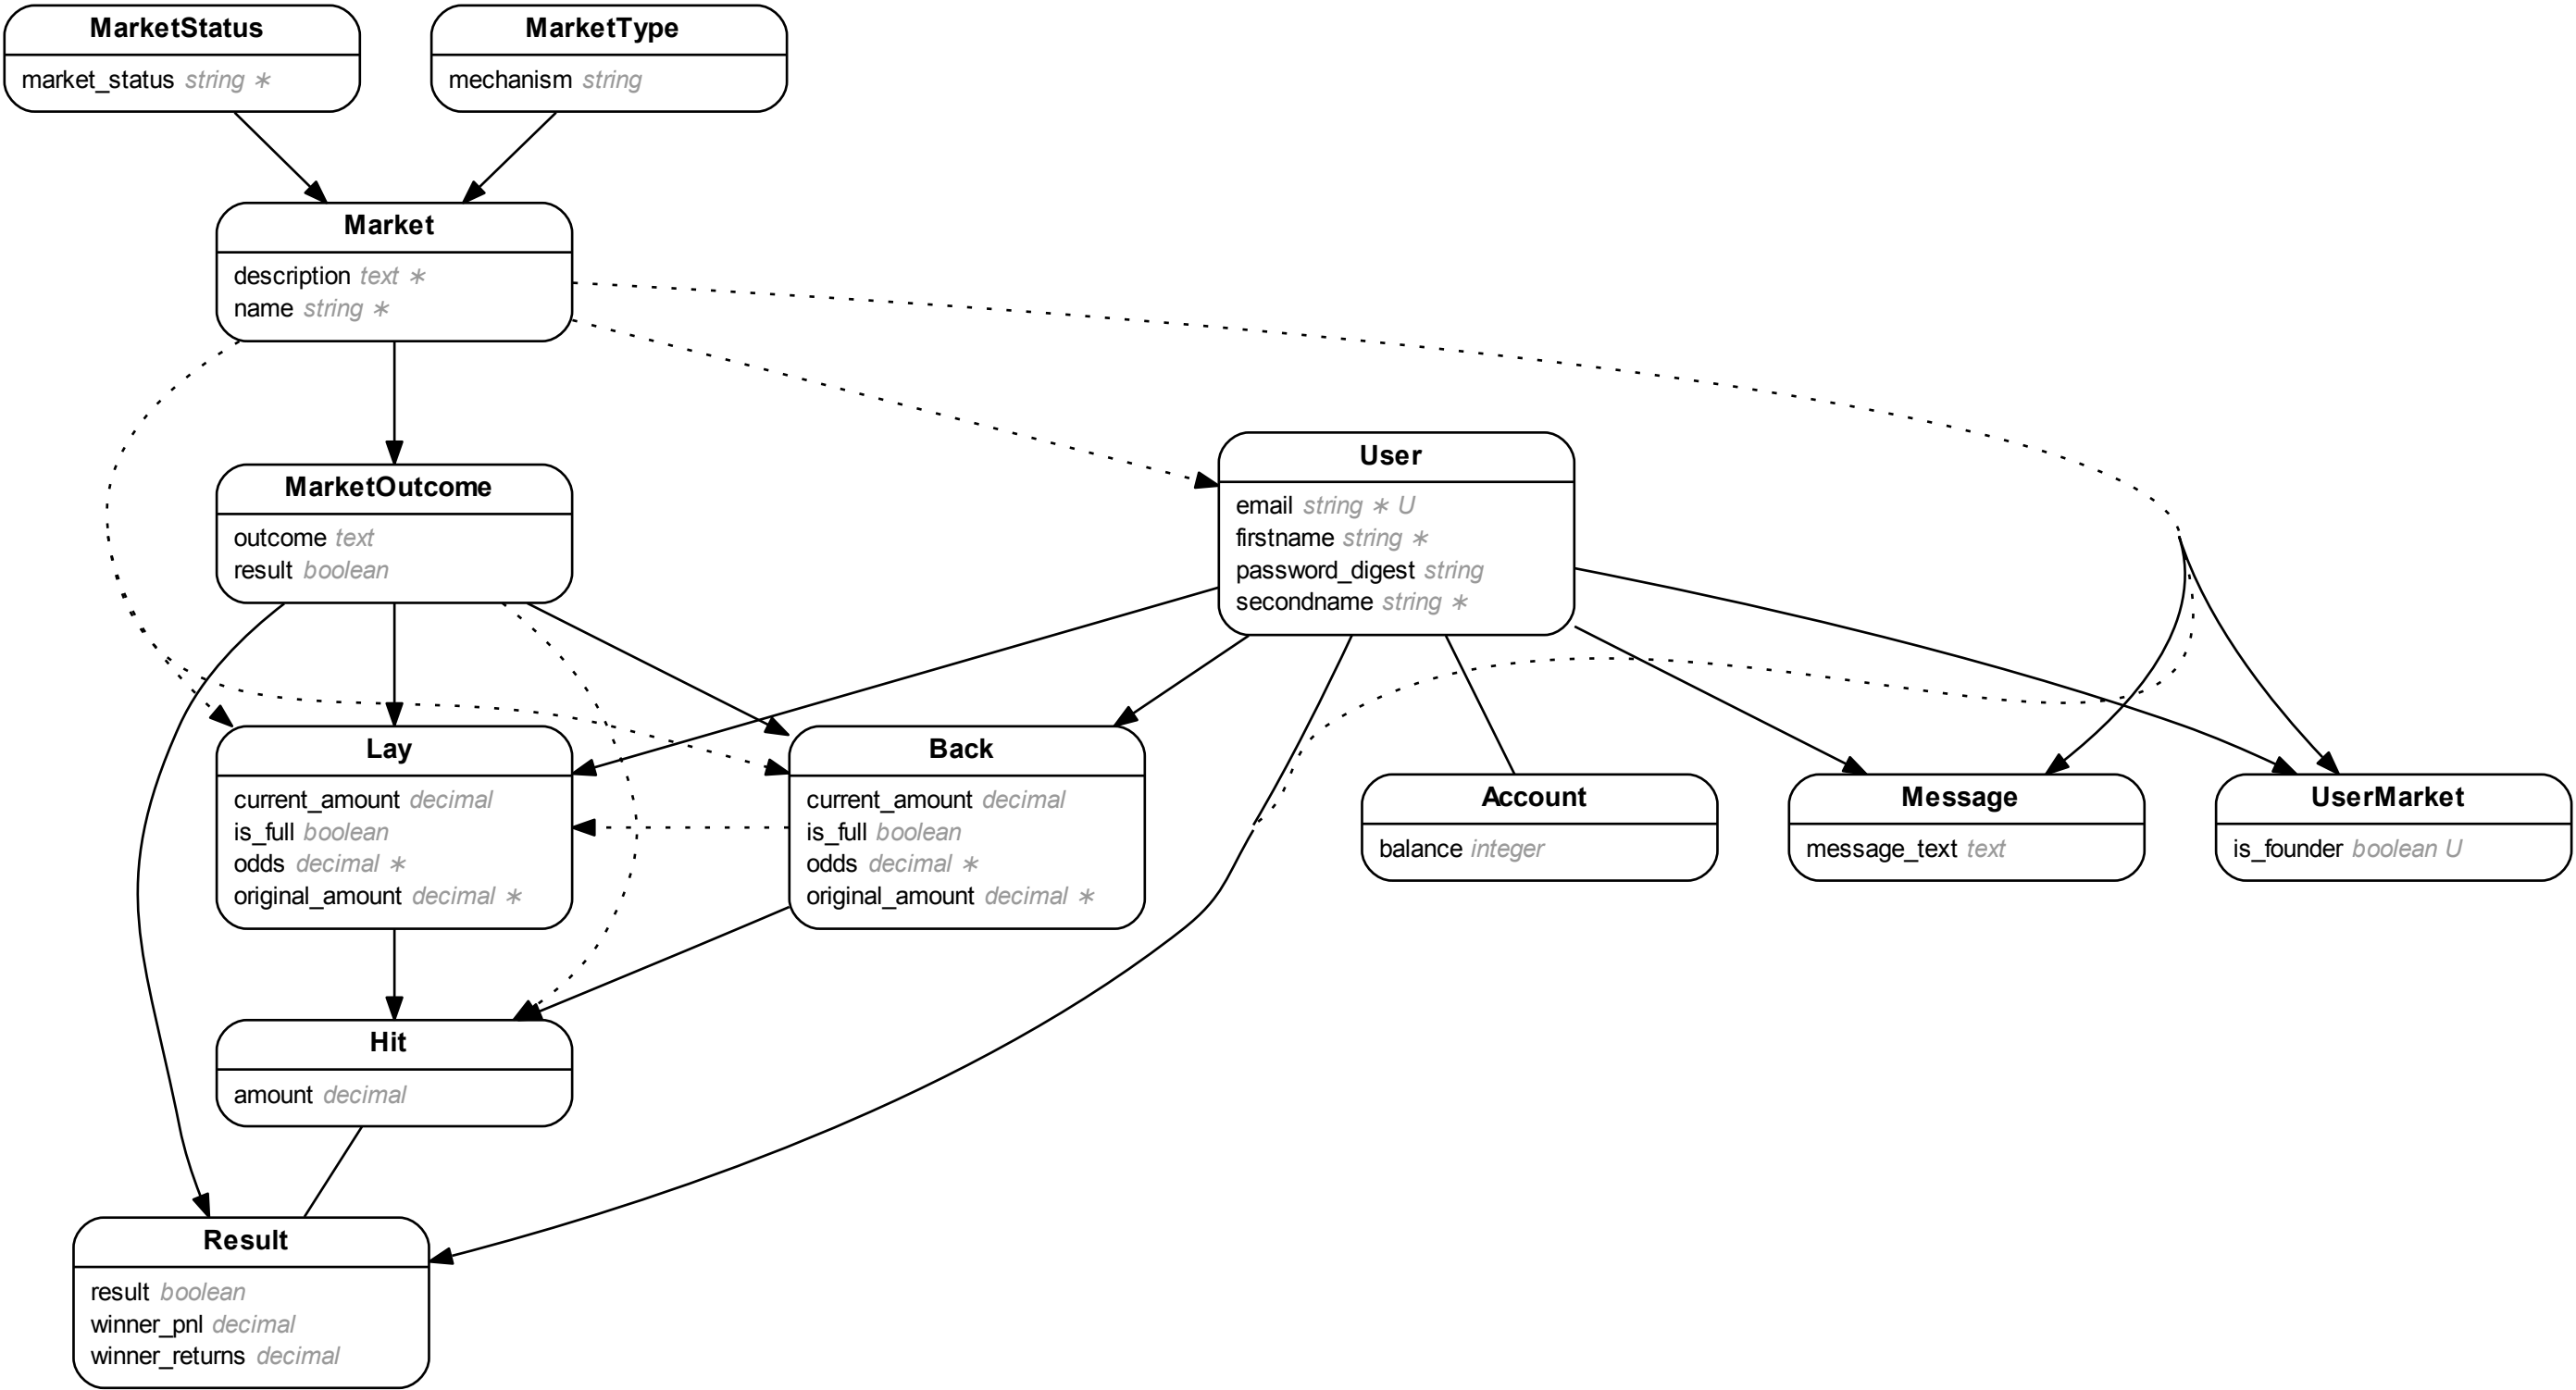 MarketStatus
market_status string ∗
MarketType
mechanism string
Market
description text ∗
name string ∗
MarketOutcome
outcome text
result boolean
User
email string ∗ U
firstname string ∗
password_digest string
secondname string ∗
Lay
current_amount decimal
is_full boolean
odds decimal ∗
original_amount decimal ∗
Back
current_amount decimal
is_full boolean
odds decimal ∗
original_amount decimal ∗
Account
balance integer
Message
message_text text
UserMarket
is_founder boolean U
Hit
amount decimal
Result
result boolean
winner_pnl decimal
winner_returns decimal